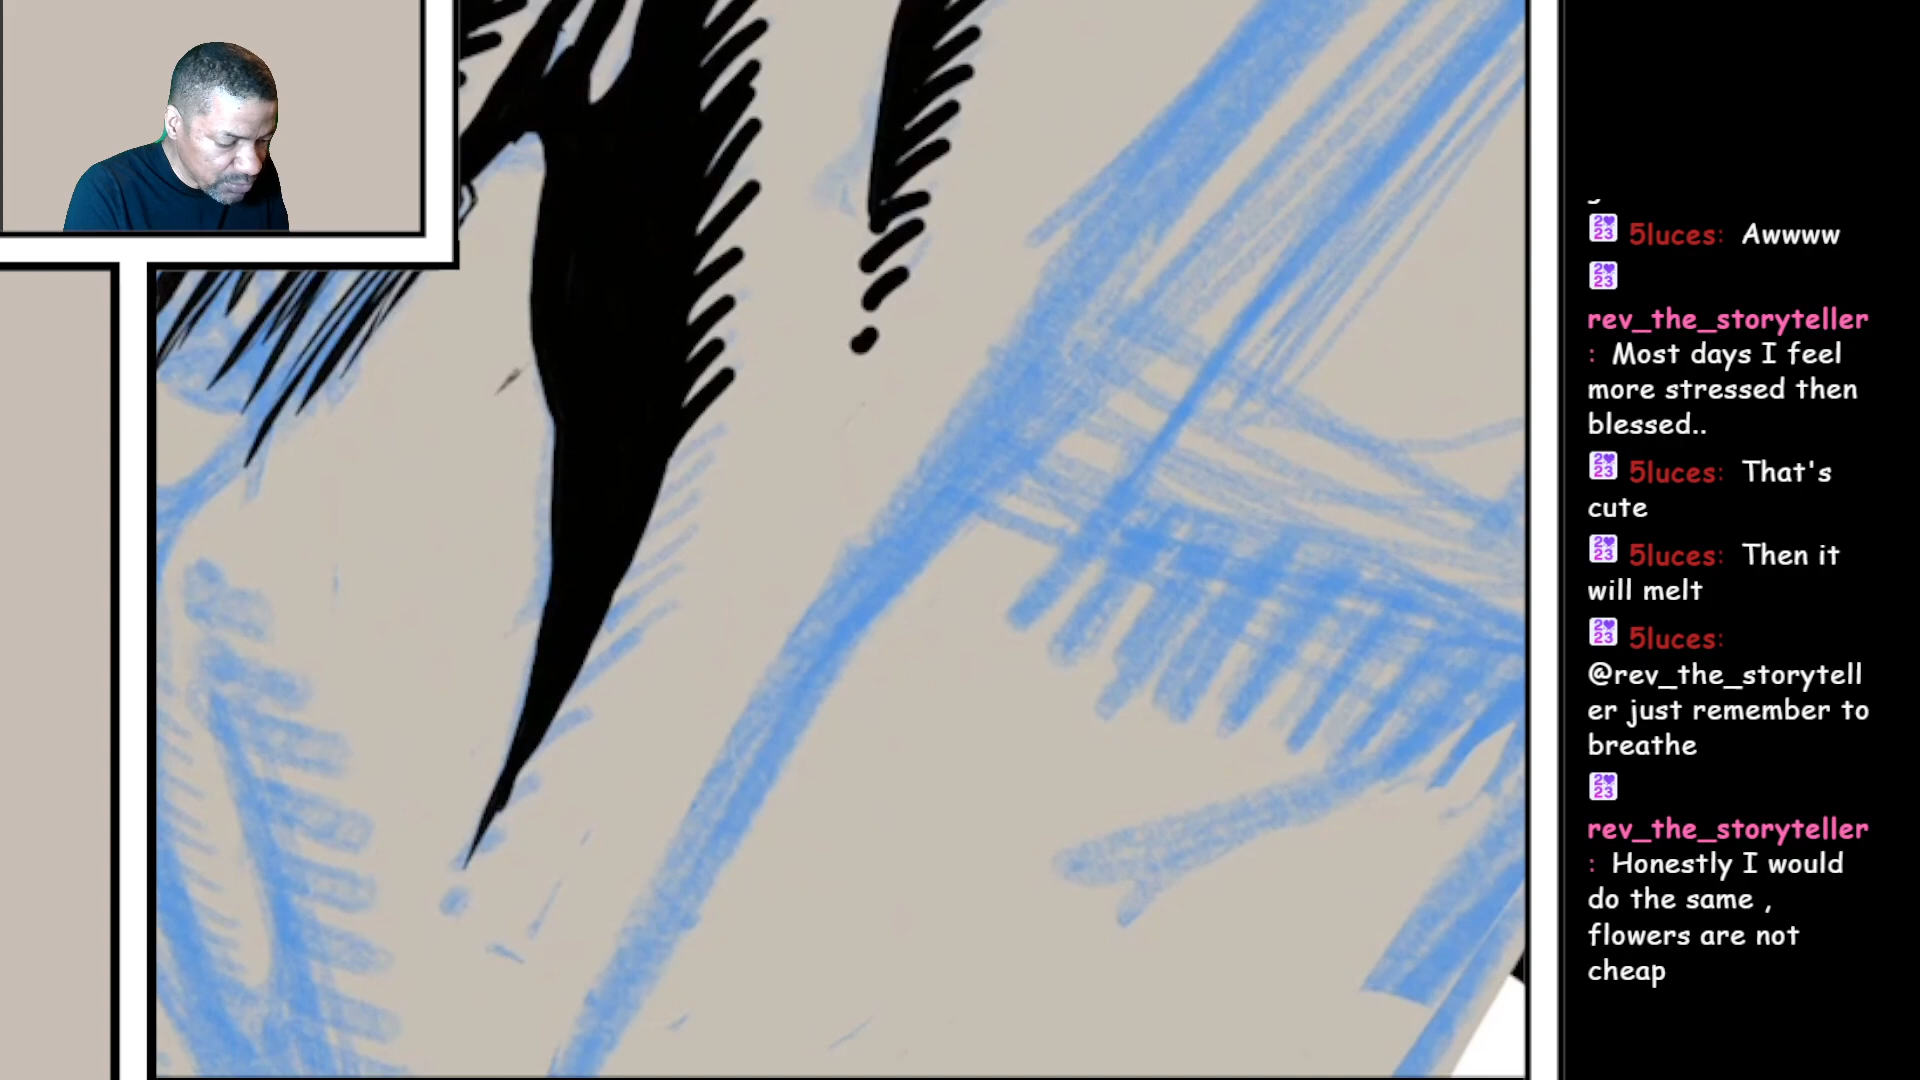 5luces: Awwww
rev_the_storyteller
: Most days I feel
more stressed then
blessed..
5luces: That's
cute
5luces: Then it
will melt
5luces:
@rev_the_storytell
er just remember to
breathe
rev_the_storyteller
: Honestly I would
do the same ,
flowers are not
cheap